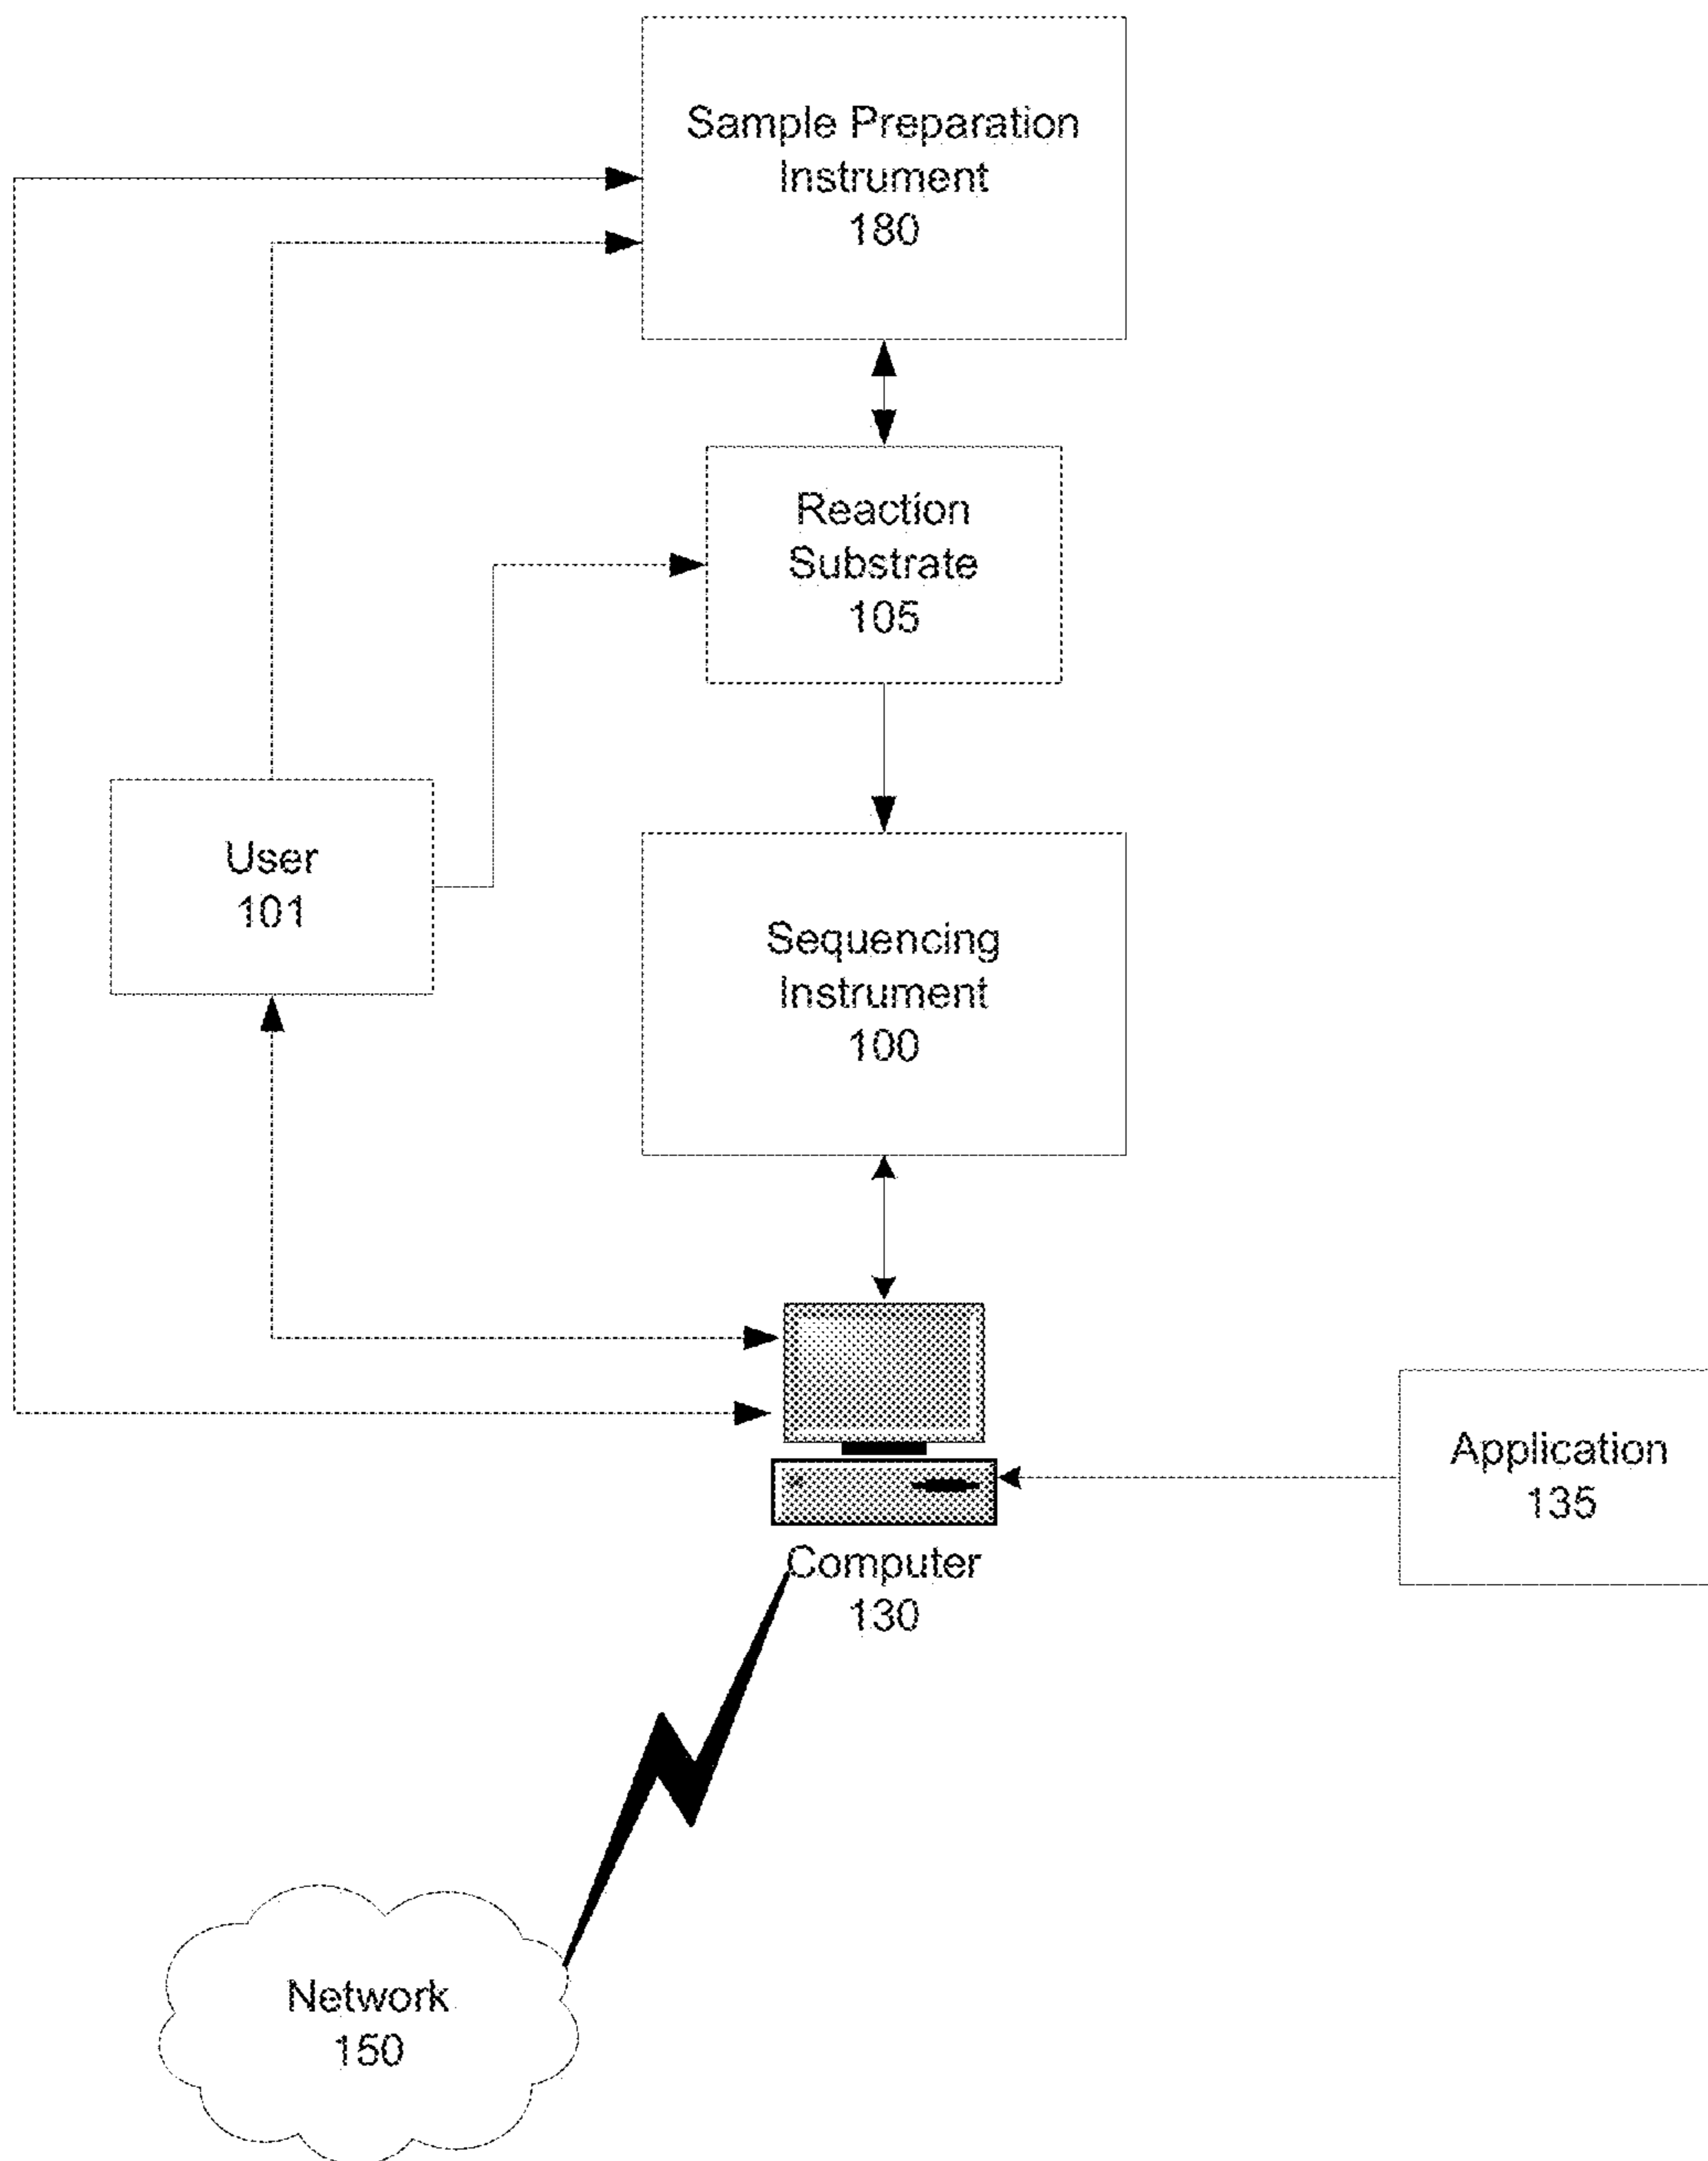 Sample Preparation
Instrument
180
Reaction
Substrate
105
User
101
Sequencing
Instrument
100
Application
135
Computer
130
Network
150